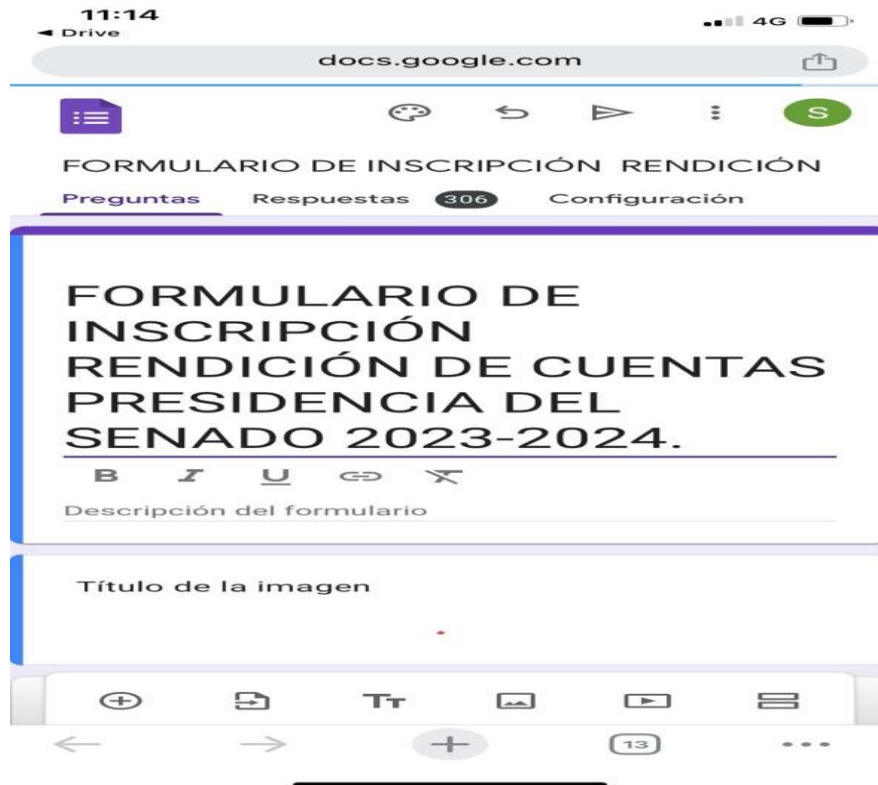 11:14
4G
◀ Drive
docs.google.com
S
FORMULARIO DE INSCRIPCIÓN RENDICIÓN
Preguntas Respuestas 306 Configuración
FORMULARIO DE
INSCRIPCIÓN
RENDICIÓN DE CUENTAS
PRESIDENCIA DEL
SENADO 2023-2024.
B I U
Descripción del formulario
Título de la imagen
TT
13